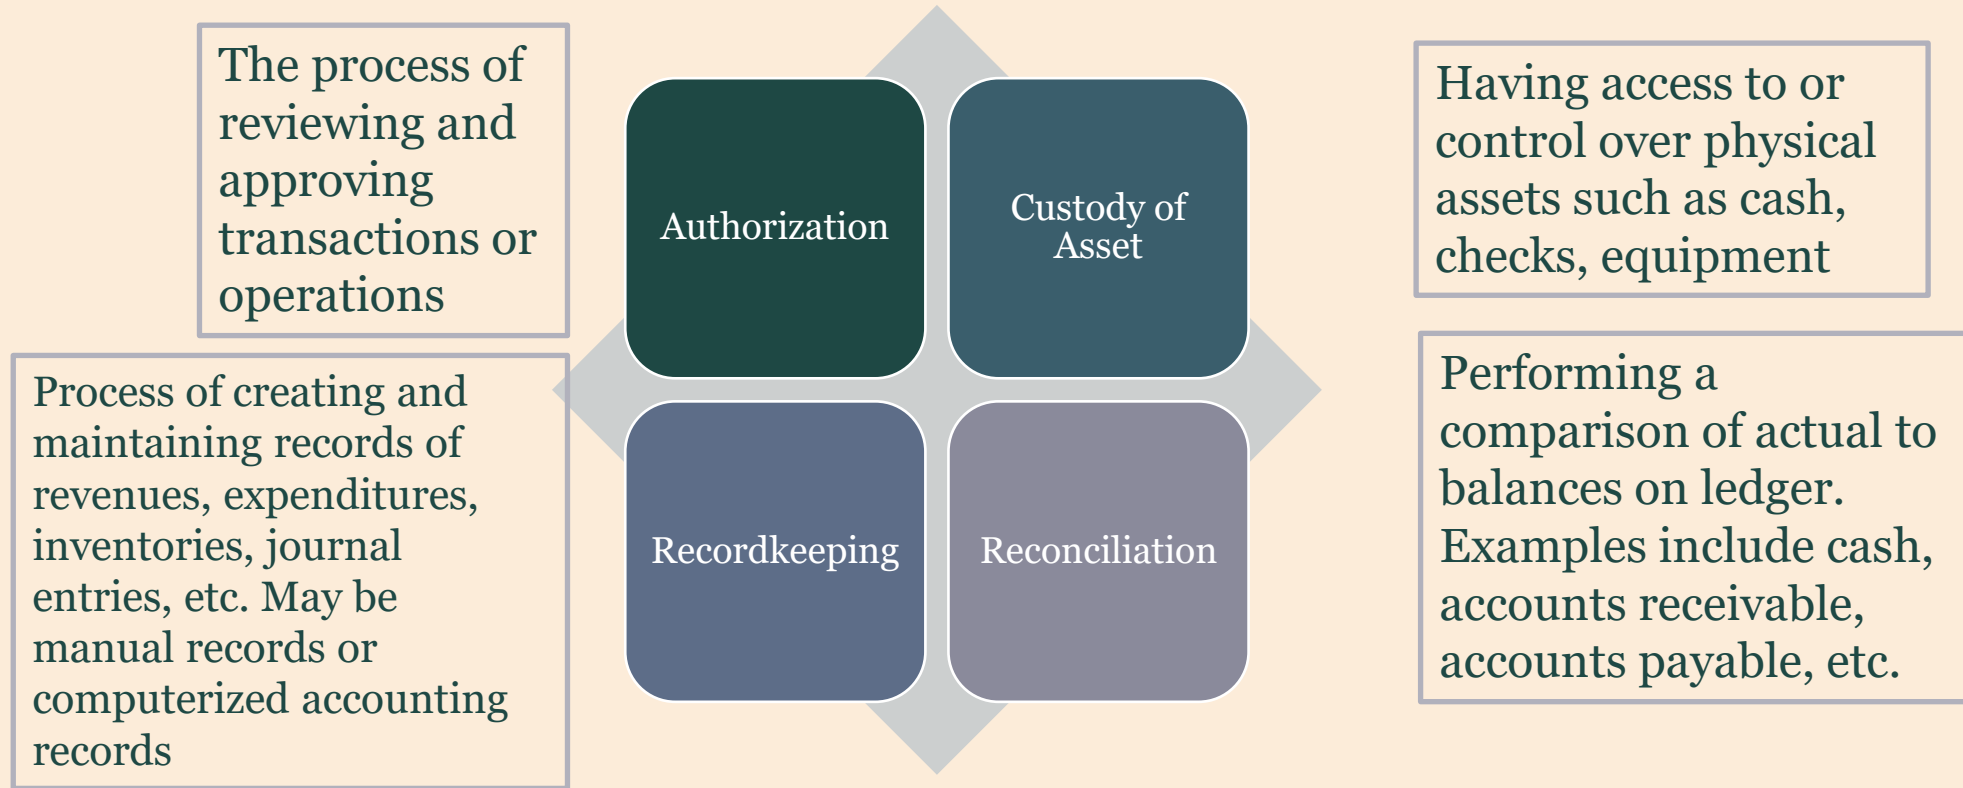 The process of
reviewing and
approving
transactions or
operations
Authorization
Custody of
Asset
Having access to or
control over physical
assets such as cash,
checks, equipment
Process of creating and
maintaining records of
revenues, expenditures,
inventories, journal
entries, etc. May be
manual records or
computerized accounting
records
Recordkeeping
Reconciliation
Performing a
comparison of actual to
balances on ledger.
Examples include cash,
accounts receivable,
accounts payable, etc.